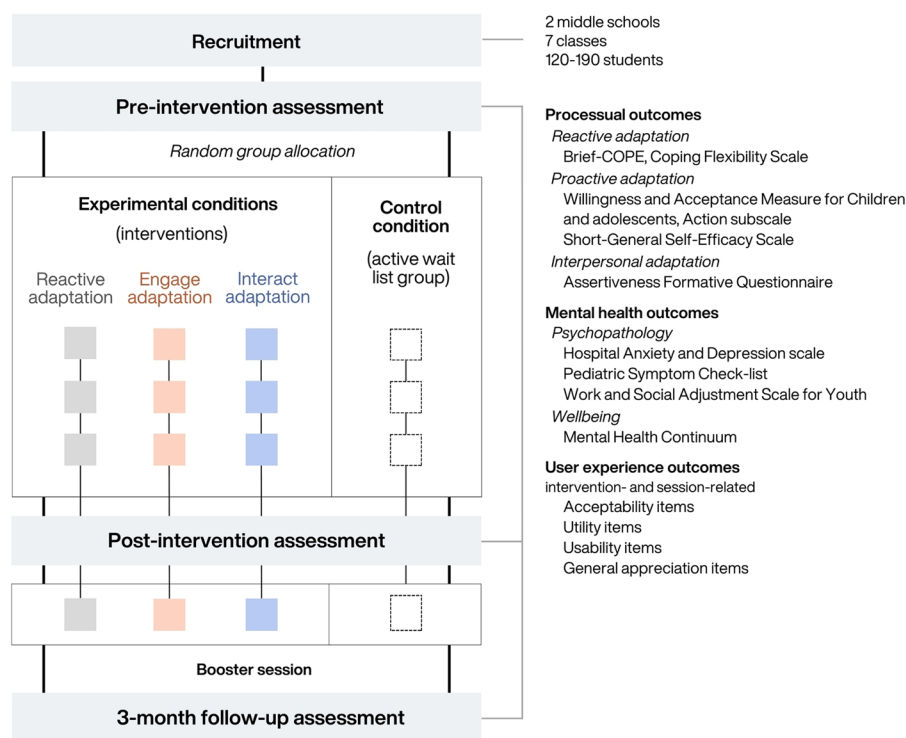 Recruitment
2 middle schools
7 classes
120-190 students
Pre-intervention assessment
Random group allocation
Experimental conditions
(interventions)
Reactive
adaptation
Engage
adaptation
Interact
adaptation
Control
condition
(active wait
list group)
Post-intervention assessment
Booster session
3-month follow-up assessment
Processual outcomes
Reactive adaptation
Brief-COPE, Coping Flexibility Scale
Proactive adaptation
Willingness and Acceptance Measure for Children
and adolescents, Action subscale
Short-General Self-Efficacy Scale
Interpersonal adaptation
Assertiveness Formative Questionnaire
Mental health outcomes
Psychopathology
Hospital Anxiety and Depression scale
Pediatric Symptom Check-list
Work and Social Adjustment Scale for Youth
Wellbeing
Mental Health Continuum
User experience outcomes
intervention- and session-related
Acceptability items
Utility items
Usability items
General appreciation items